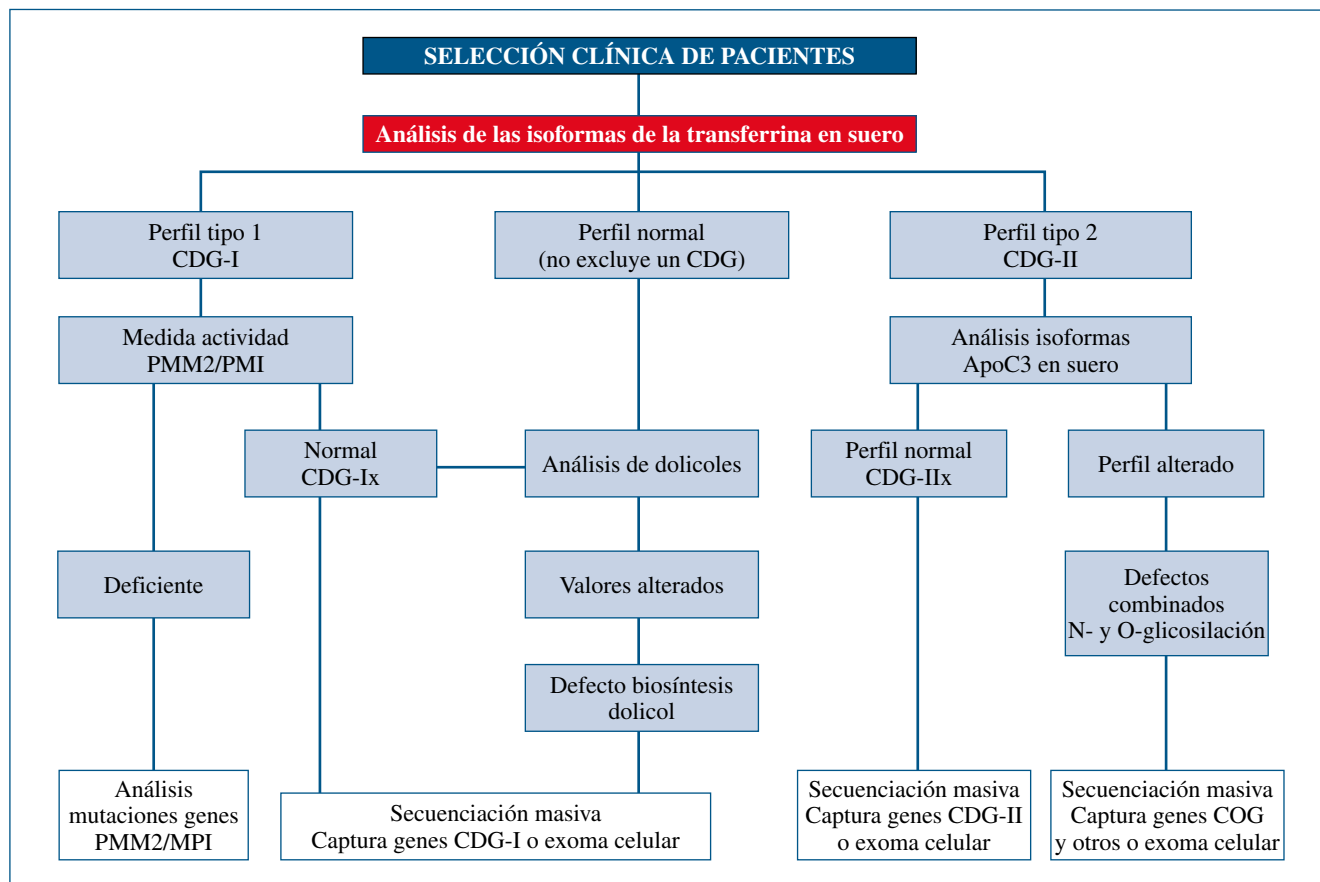 SELECCIÓN CLÍNICA DE PACIENTES
Análisis de las isoformas de la transferrina en suero
Perfil tipo 1
CDG-I
Perfil normal
(no excluye un CDG)
Perfil tipo 2
CDG-II
Medida actividad
PMM2/PMI
Análisis isoformas
ApoC3 en suero
Normal
CDG-Ix
Análisis de dolicoles
Perfil normal
CDG-IIx
Perfil alterado
Deficiente
Valores alterados
Defectos
combinados
N- y O-glicosilación
Defecto biosíntesis
dolicol
Análisis
mutaciones genes
PMM2/MPI
Secuenciación masiva
Captura genes CDG-I o exoma celular
Secuenciación masiva
Captura genes CDG-II
o exoma celular
Secuenciación masiva
Captura genes COG
y otros o exoma celular